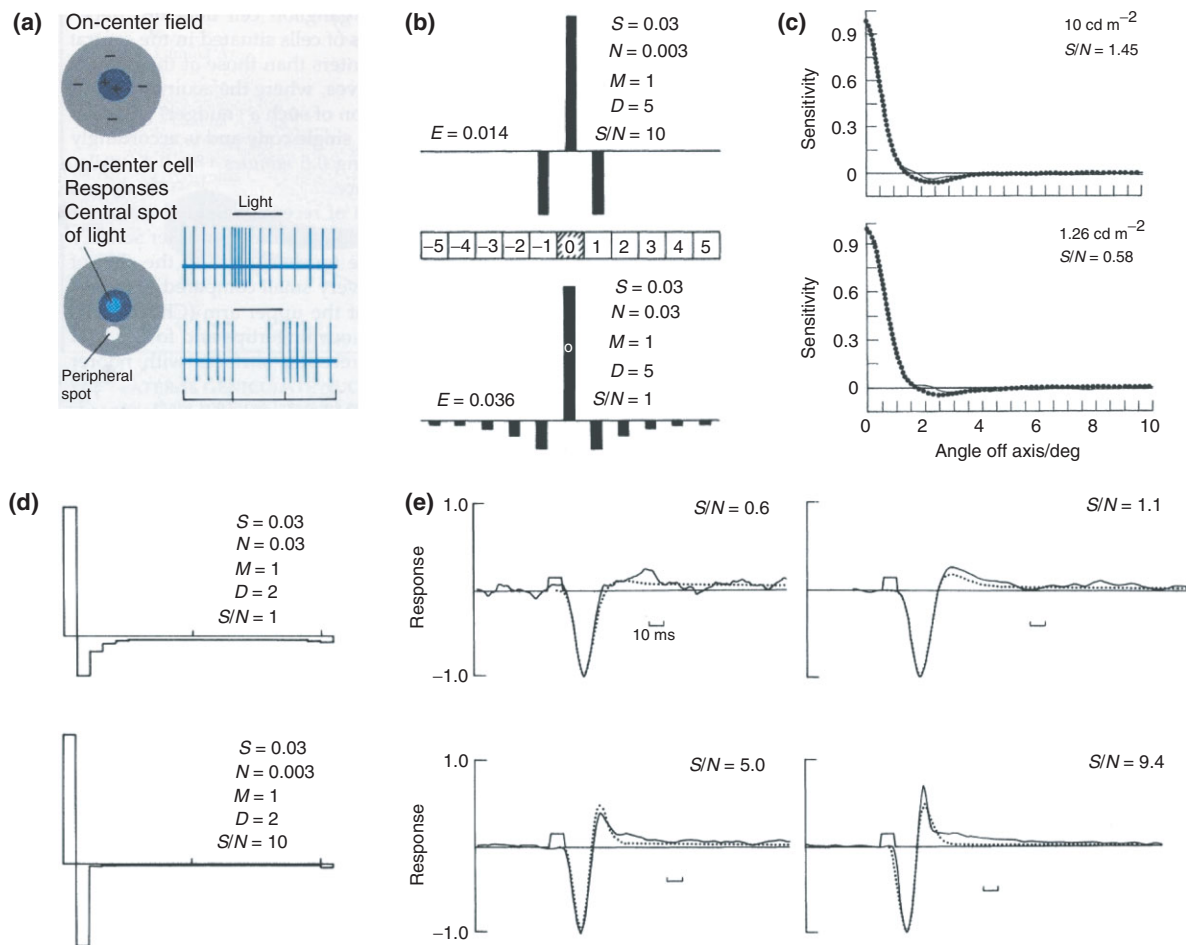 (a)
On-center field
On-center cell
Responses
Central spot
of light
Light
Peripheral
spot
(b)
S = 0.03
N = 0.003
M = 1
D = 5
S/N = 10
E = 0.014
−5 −4 −3 −2 −1 0 1 2 3 4 5
S = 0.03
N = 0.03
M = 1
D = 5
S/N = 1
E = 0.036
(c)
10 cd m−2
S/N = 1.45
Sensitivity
0.9
0.6
0.3
0
1.26 cd m−2
S/N = 0.58
Sensitivity
0.9
0.6
0.3
0
0 2 4 6 8 10
Angle off axis/deg
(d)
S = 0.03
N = 0.03
M = 1
D = 2
S/N = 1
S = 0.03
N = 0.003
M = 1
D = 2
S/N = 10
(e)
1.0
Response
−1.0
S/N = 0.6
10 ms
S/N = 1.1
1.0
Response
−1.0
S/N = 5.0
S/N = 9.4